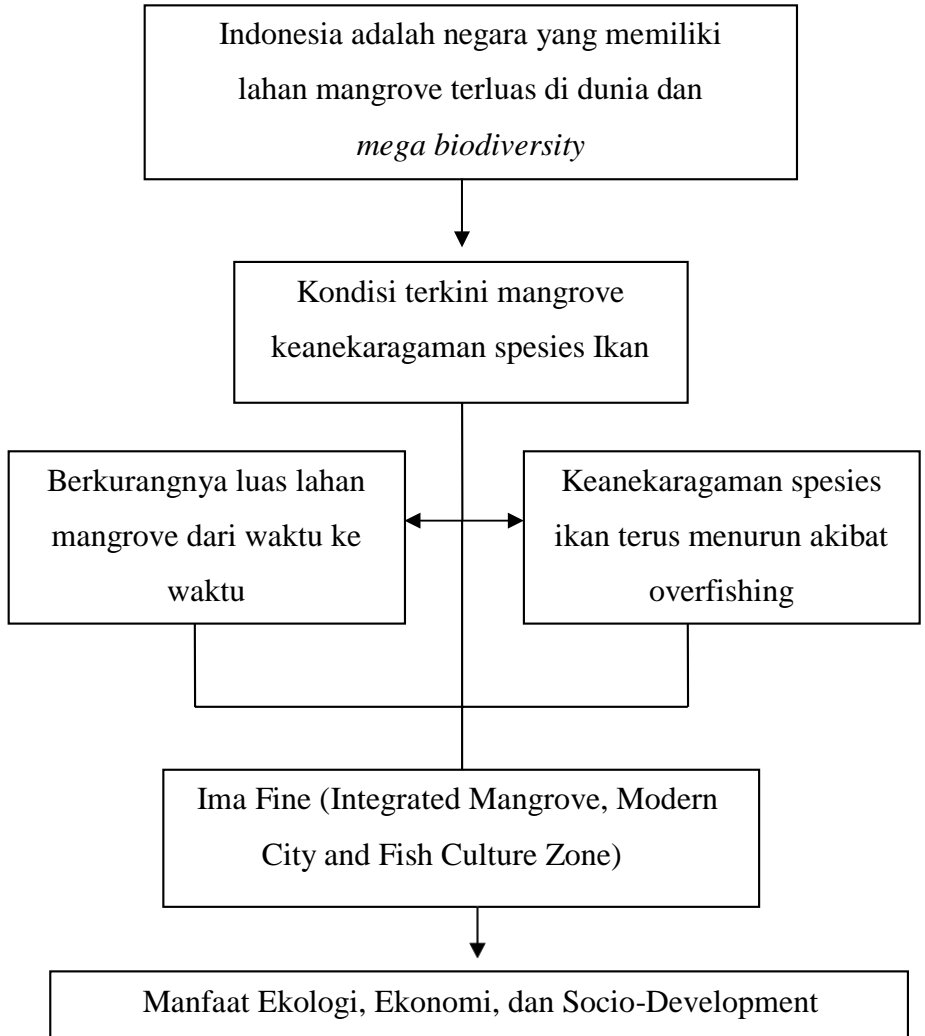 Indonesia adalah negara yang memiliki
lahan mangrove terluas di dunia dan
mega biodiversity
Kondisi terkini mangrove
keanekaragaman spesies Ikan
Berkurangnya luas lahan
mangrove dari waktu ke
waktu
Keanekaragaman spesies
ikan terus menurun akibat
overfishing
Ima Fine (Integrated Mangrove, Modern
City and Fish Culture Zone)
Manfaat Ekologi, Ekonomi, dan Socio-Development